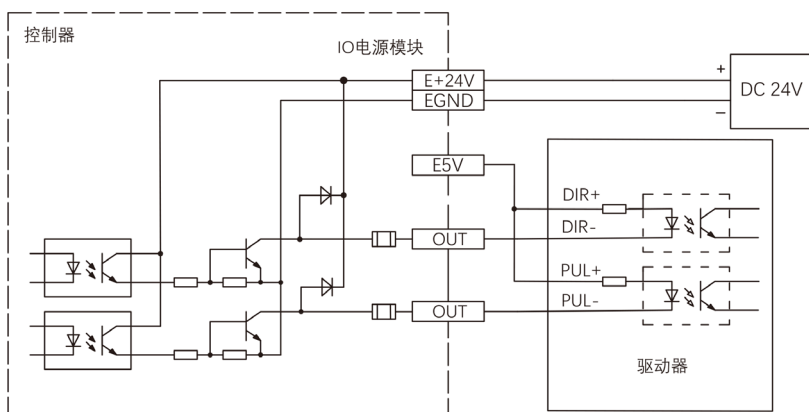 控制器
IO电源模块
E+24V
EGND
+
DC 24V
−
E5V
DIR+
OUT
DIR-
PUL+
OUT
PUL-
驱动器